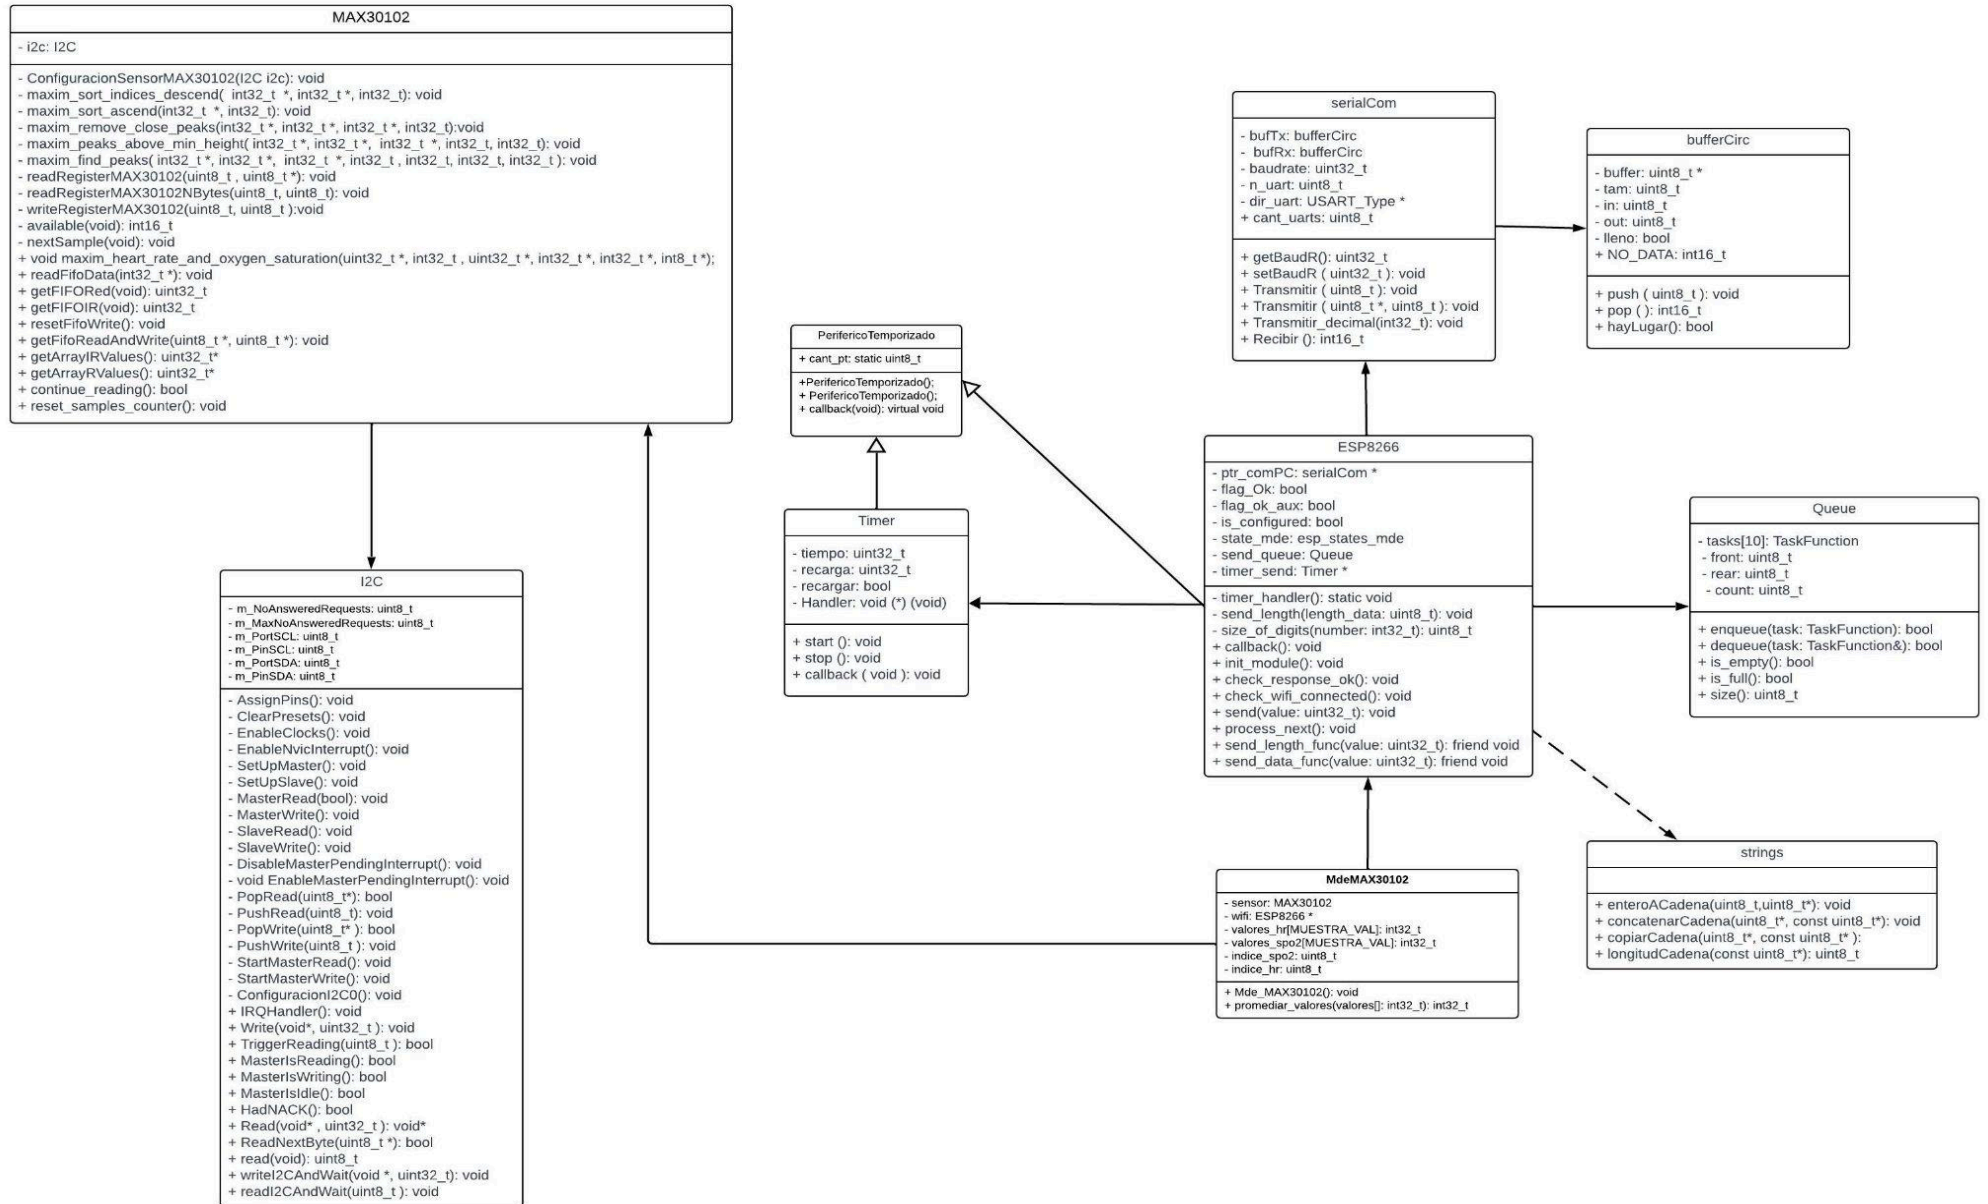 MAX30102
- i2c: I2C
- ConfiguracionSensorMAX30102(I2C i2c): void
- maxim_sort_indices_descend(  int32_t  *, int32_t *, int32_t): void
- maxim_sort_ascend(int32_t  *, int32_t): void
- maxim_remove_close_peaks(int32_t *, int32_t *, int32_t *, int32_t):void
- maxim_peaks_above_min_height( int32_t *, int32_t *,  int32_t  *, int32_t, int32_t): void
- maxim_find_peaks( int32_t *, int32_t *,  int32_t  *, int32_t , int32_t, int32_t, int32_t ): void
- readRegisterMAX30102(uint8_t , uint8_t *): void
- readRegisterMAX30102NBytes(uint8_t, uint8_t): void
- writeRegisterMAX30102(uint8_t, uint8_t ):void
- available(void): int16_t
- nextSample(void): void
+ void maxim_heart_rate_and_oxygen_saturation(uint32_t *, int32_t , uint32_t *, int32_t *, int32_t *, int8_t *);
+ readFifoData(int32_t *): void
+ getFIFORed(void): uint32_t
+ getFIFOIR(void): uint32_t
+ resetFifoWrite(): void
+ getFifoReadAndWrite(uint8_t *, uint8_t *): void
+ getArrayIRValues(): uint32_t*
+ getArrayRValues(): uint32_t*
+ continue_reading(): bool
+ reset_samples_counter(): void
I2C
- m_NoAnsweredRequests: uint8_t
- m_MaxNoAnsweredRequests: uint8_t
- m_PortSCL: uint8_t
- m_PinSCL: uint8_t
- m_PortSDA: uint8_t
- m_PinSDA: uint8_t
- AssignPins(): void
- ClearPresets(): void
- EnableClocks(): void
- EnableNvicInterrupt(): void
- SetUpMaster(): void
- SetUpSlave(): void
- MasterRead(bool): void
- MasterWrite(): void
- SlaveRead(): void
- SlaveWrite(): void
- DisableMasterPendingInterrupt(): void
- void EnableMasterPendingInterrupt(): void
- PopRead(uint8_t*): bool
- PushRead(uint8_t): void
- PopWrite(uint8_t* ): bool
- PushWrite(uint8_t ): void
- StartMasterRead(): void
- StartMasterWrite(): void
- ConfiguracionI2C0(): void
+ IRQHandler(): void
+ Write(void*, uint32_t ): void
+ TriggerReading(uint8_t ): bool
+ MasterIsReading(): bool
+ MasterIsWriting(): bool
+ MasterIsIdle(): bool
+ HadNACK(): bool
+ Read(void* , uint32_t ): void*
+ ReadNextByte(uint8_t *): bool
+ read(void): uint8_t
+ writeI2CAndWait(void *, uint32_t): void
+ readI2CAndWait(uint8_t ): void
PerifericoTemporizado
+ cant_pt: static uint8_t
+PerifericoTemporizado();
+ PerifericoTemporizado();
+ callback(void): virtual void
Timer
- tiempo: uint32_t
- recarga: uint32_t
- recargar: bool
- Handler: void (*) (void)
+ start (): void
+ stop (): void
+ callback ( void ): void
serialCom
- bufTx: bufferCirc
-  bufRx: bufferCirc
- baudrate: uint32_t
- n_uart: uint8_t
- dir_uart: USART_Type *
+ cant_uarts: uint8_t
+ getBaudR(): uint32_t
+ setBaudR ( uint32_t ): void
+ Transmitir ( uint8_t ): void
+ Transmitir ( uint8_t *, uint8_t ): void
+ Transmitir_decimal(int32_t): void
+ Recibir (): int16_t
bufferCirc
- buffer: uint8_t *
- tam: uint8_t
- in: uint8_t
- out: uint8_t
- lleno: bool
+ NO_DATA: int16_t
+ push ( uint8_t ): void
+ pop ( ): int16_t
+ hayLugar(): bool
ESP8266
- ptr_comPC: serialCom *
- flag_Ok: bool
- flag_ok_aux: bool
- is_configured: bool
- state_mde: esp_states_mde
- send_queue: Queue
- timer_send: Timer *
- timer_handler(): static void
- send_length(length_data: uint8_t): void
- size_of_digits(number: int32_t): uint8_t
+ callback(): void
+ init_module(): void
+ check_response_ok(): void
+ check_wifi_connected(): void
+ send(value: uint32_t): void
+ process_next(): void
+ send_length_func(value: uint32_t): friend void
+ send_data_func(value: uint32_t): friend void
Queue
- tasks[10]: TaskFunction
- front: uint8_t
- rear: uint8_t
- count: uint8_t
+ enqueue(task: TaskFunction): bool
+ dequeue(task: TaskFunction&): bool
+ is_empty(): bool
+ is_full(): bool
+ size(): uint8_t
MdeMAX30102
- sensor: MAX30102
- wifi: ESP8266 *
- valores_hr[MUESTRA_VAL]: int32_t
- valores_spo2[MUESTRA_VAL]: int32_t
- indice_spo2: uint8_t
- indice_hr: uint8_t
+ Mde_MAX30102(): void
+ promediar_valores(valores[]: int32_t): int32_t
strings
+ enteroACadena(uint8_t,uint8_t*): void
+ concatenarCadena(uint8_t*, const uint8_t*): void
+ copiarCadena(uint8_t*, const uint8_t* ):
+ longitudCadena(const uint8_t*): uint8_t